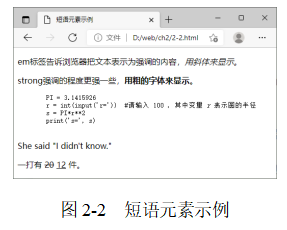 短语元素示例
文件 D:/web/ch2/2-2.html
em标签告诉浏览器把文本表示为强调的内容，用斜体来显示。
strong强调的程度更强一些，用粗的字体来显示。
PI = 3.1415926
r = int(input('r=')) #请输入 100 ，其中变量 r 表示圆的半径
s = PI*r**2
print('s=', s)
She said "I didn't know."
一打有 20 12 件。
图 2-2 短语元素示例